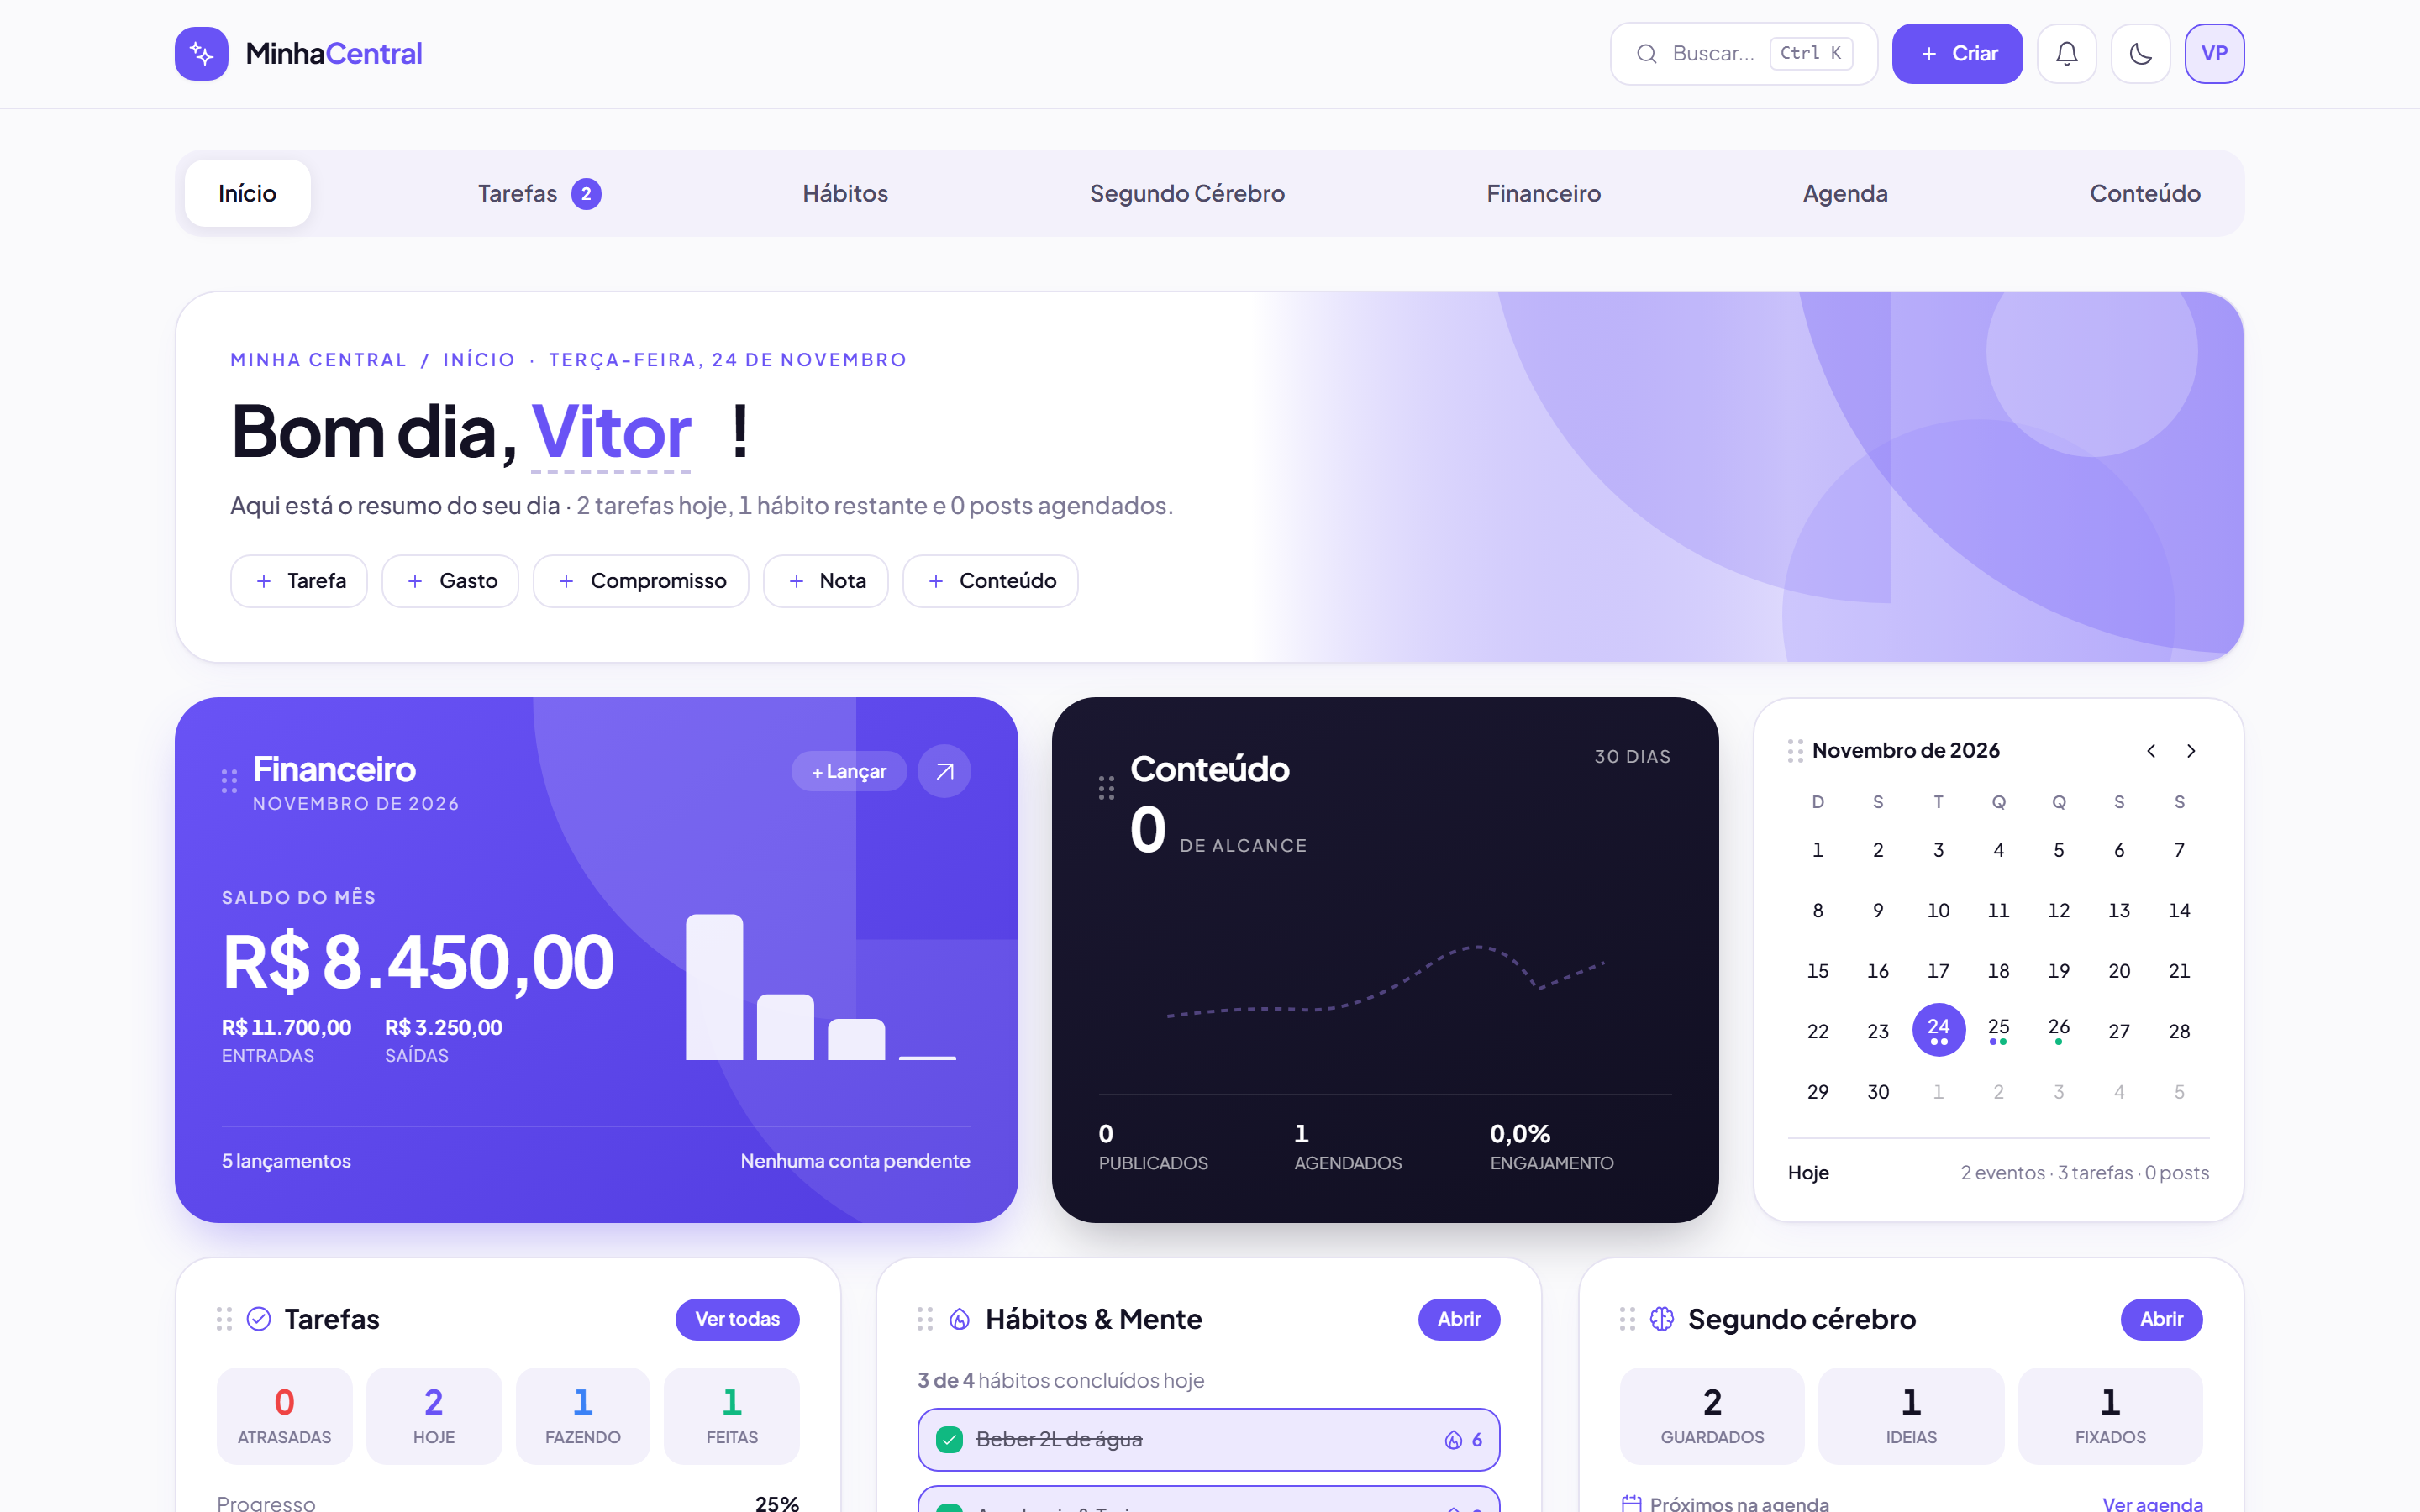 MinhaCentral
Buscar... Ctrl K
+ Criar
VP
Início
Tarefas 2
Hábitos
Segundo Cérebro
Financeiro
Agenda
Conteúdo
MINHA CENTRAL / INÍCIO · TERÇA-FEIRA, 24 DE NOVEMBRO
Bom dia, Vitor !
Aqui está o resumo do seu dia · 2 tarefas hoje, 1 hábito restante e 0 posts agendados.
+ Tarefa
+ Gasto
+ Compromisso
+ Nota
+ Conteúdo
Financeiro
NOVEMBRO DE 2026
+ Lançar
SALDO DO MÊS
R$ 8.450,00
R$ 11.700,00 R$ 3.250,00
ENTRADAS SAÍDAS
5 lançamentos Nenhuma conta pendente
Conteúdo
30 DIAS
0 DE ALCANCE
0 1 0,0%
PUBLICADOS AGENDADOS ENGAJAMENTO
Novembro de 2026
D S T Q Q S S
1 2 3 4 5 6 7
8 9 10 11 12 13 14
15 16 17 18 19 20 21
22 23 24 25 26 27 28
29 30 1 2 3 4 5
Hoje 2 eventos · 3 tarefas · 0 posts
Tarefas
Ver todas
0 2 1 1
ATRASADAS HOJE FAZENDO FEITAS
Progresso 25%
Hábitos & Mente
Abrir
3 de 4 hábitos concluídos hoje
Beber 2L de água 6
Segundo cérebro
Abrir
2 1 1
GUARDADOS IDEIAS FIXADOS
Próximos na agenda Ver agenda